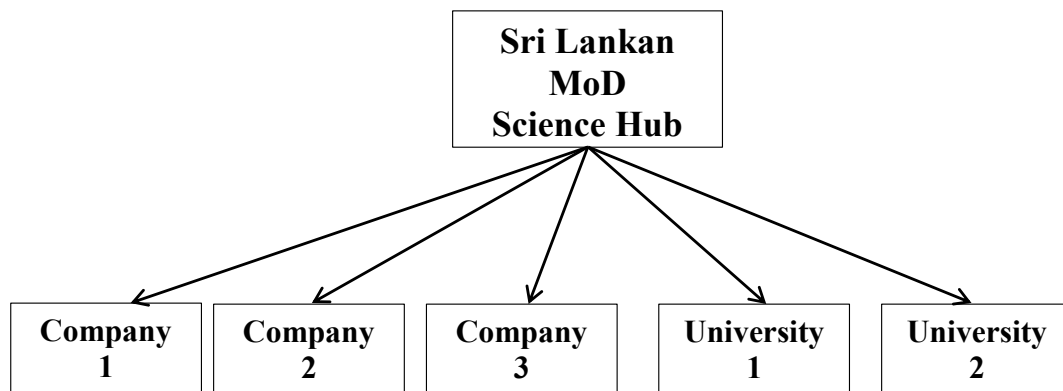 Sri Lankan
MoD
Science Hub
Company
1
Company
2
Company
3
University
1
University
2